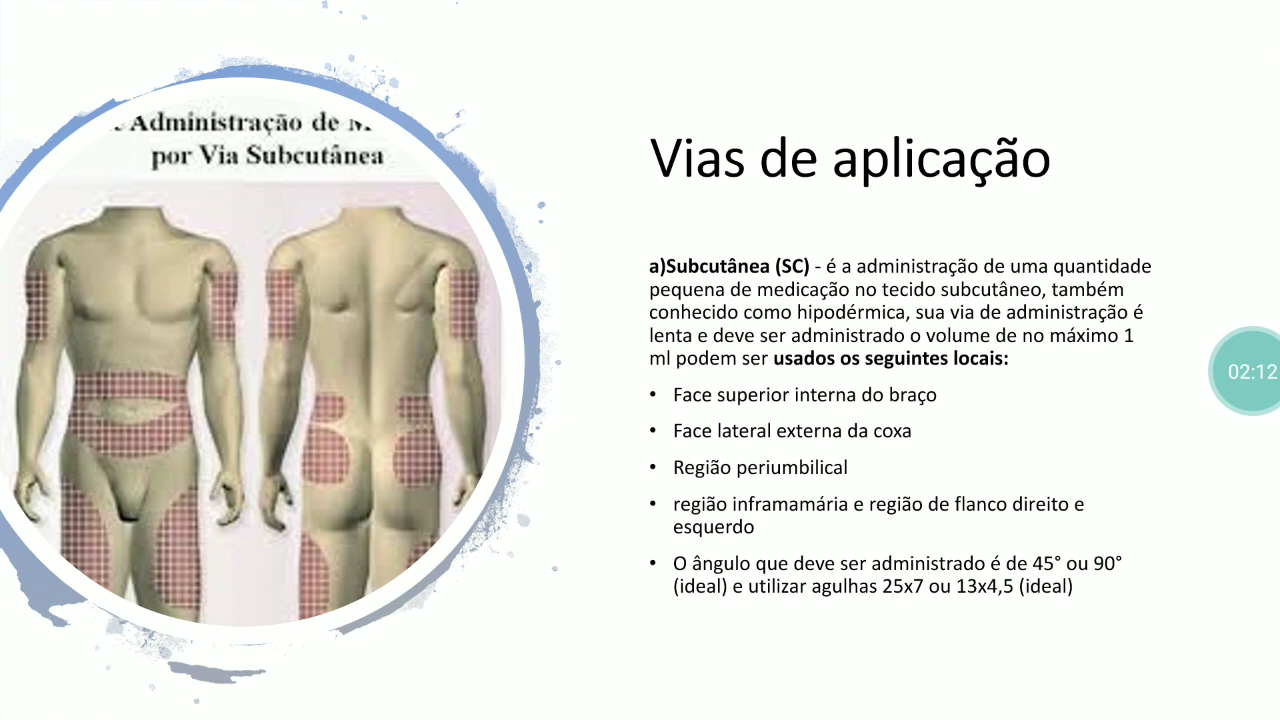 Administração de
por Via Subcutânea
Vias de aplicação
a)Subcutânea (SC) - é a administração de uma quantidade
pequena de medicação no tecido subcutâneo, também
conhecido como hipodérmica, sua via de administração é
lenta e deve ser administrado o volume de no máximo 1
ml podem ser usados os seguintes locais:
• Face superior interna do braço
• Face lateral externa da coxa
• Região periumbilical
• região inframamária e região de flanco direito e
esquerdo
• O ângulo que deve ser administrado é de 45° ou 90°
(ideal) e utilizar agulhas 25x7 ou 13x4,5 (ideal)
02:12